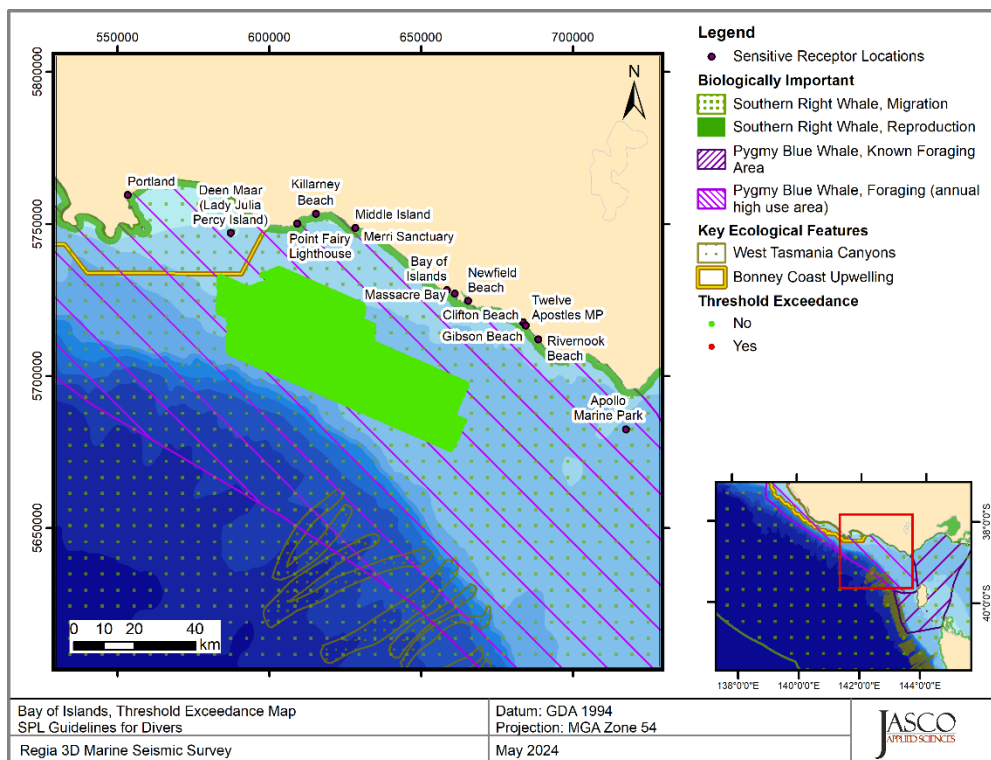 550000 600000 650000 700000
5800000
5750000
5700000
5650000
N
Portland
Deen Maar
(Lady Julia
Percy Island)
Killarney
Beach
Point Fairy
Lighthouse
Middle Island
Merri Sanctuary
Bay of
Islands
Massacre Bay
Newfield
Beach
Clifton Beach
Twelve
Apostles MP
Gibson Beach
Rivernook
Beach
Apollo
Marine Park
0 10 20 40
km
Legend
Sensitive Receptor Locations
Biologically Important
Southern Right Whale, Migration
Southern Right Whale, Reproduction
Pygmy Blue Whale, Known Foraging
Area
Pygmy Blue Whale, Foraging (annual
high use area)
Key Ecological Features
West Tasmania Canyons
Bonney Coast Upwelling
Threshold Exceedance
No
Yes
38°0'0"S
40°0'0"S
138°0'0"E 140°0'0"E 142°0'0"E 144°0'0"E
Bay of Islands, Threshold Exceedance Map
SPL Guidelines for Divers
Regia 3D Marine Seismic Survey
Datum: GDA 1994
Projection: MGA Zone 54
May 2024
JASCO
APPLIED SCIENCES